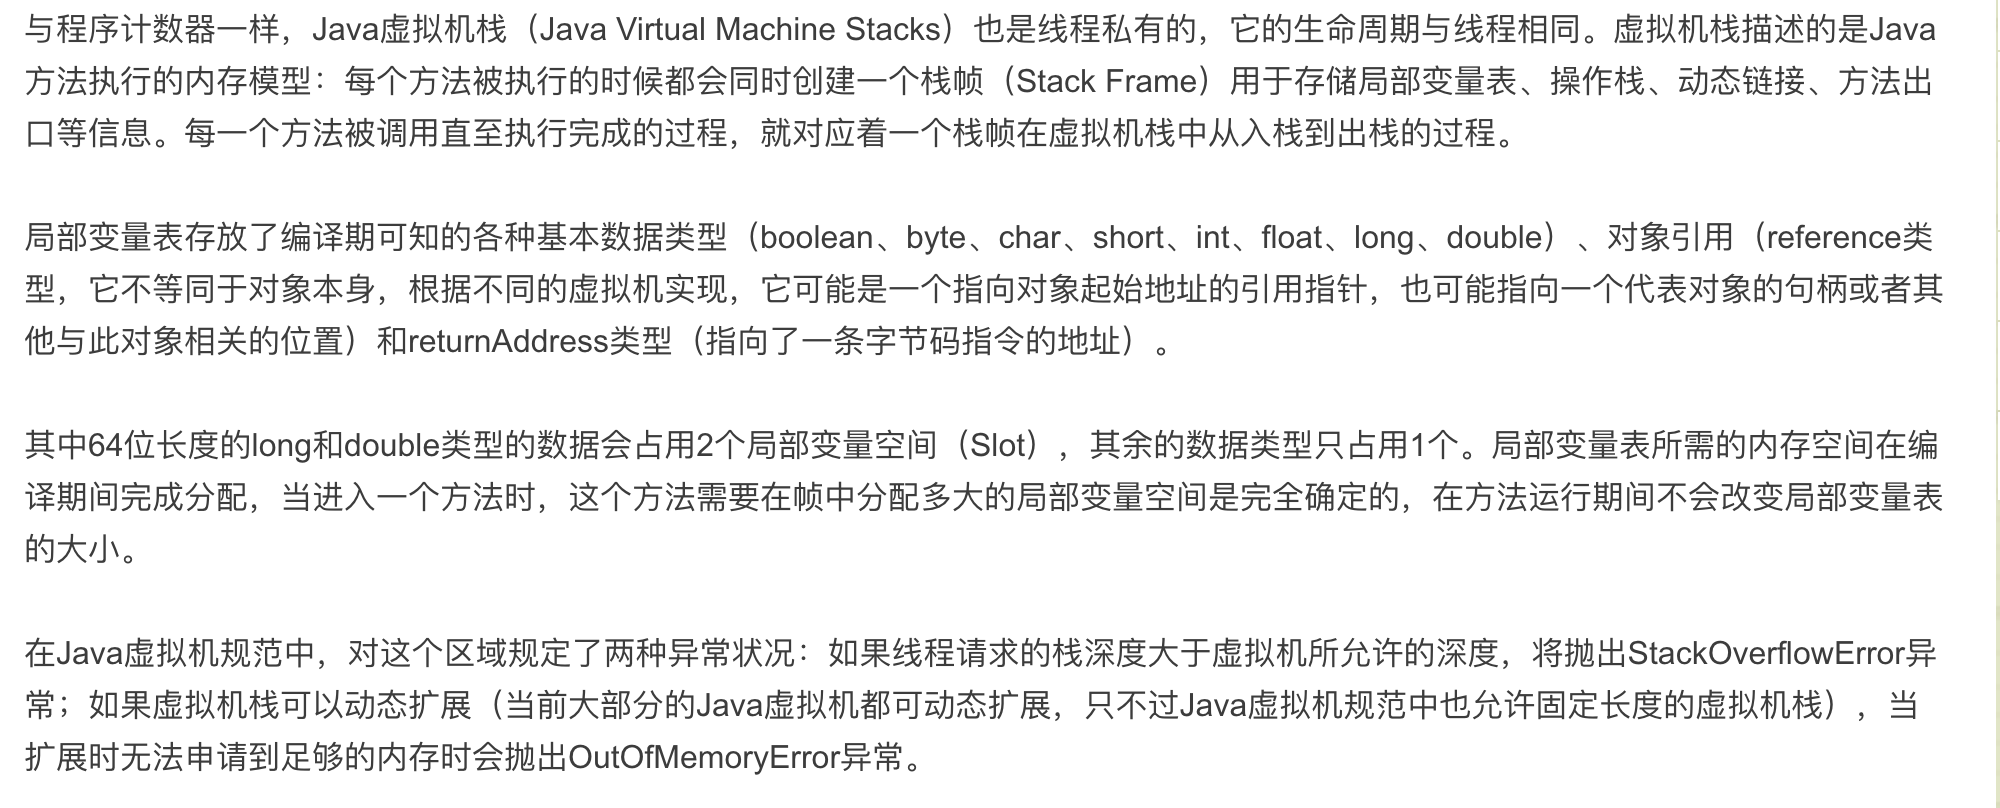 与程序计数器一样，Java虚拟机栈（Java Virtual Machine Stacks）也是线程私有的，它的生命周期与线程相同。虚拟机栈描述的是Java
方法执行的内存模型：每个方法被执行的时候都会同时创建一个栈帧（Stack Frame）用于存储局部变量表、操作栈、动态链接、方法出
口等信息。每一个方法被调用直至执行完成的过程，就对应着一个栈帧在虚拟机栈中从入栈到出栈的过程。
局部变量表存放了编译期可知的各种基本数据类型（boolean、byte、char、short、int、float、long、double）、对象引用（reference类
型，它不等同于对象本身，根据不同的虚拟机实现，它可能是一个指向对象起始地址的引用指针，也可能指向一个代表对象的句柄或者其
他与此对象相关的位置）和returnAddress类型（指向了一条字节码指令的地址）。
其中64位长度的long和double类型的数据会占用2个局部变量空间（Slot），其余的数据类型只占用1个。局部变量表所需的内存空间在编
译期间完成分配，当进入一个方法时，这个方法需要在帧中分配多大的局部变量空间是完全确定的，在方法运行期间不会改变局部变量表
的大小。
在Java虚拟机规范中，对这个区域规定了两种异常状况：如果线程请求的栈深度大于虚拟机所允许的深度，将抛出StackOverflowError异
常；如果虚拟机栈可以动态扩展（当前大部分的Java虚拟机都可动态扩展，只不过Java虚拟机规范中也允许固定长度的虚拟机栈），当
扩展时无法申请到足够的内存时会抛出OutOfMemoryError异常。